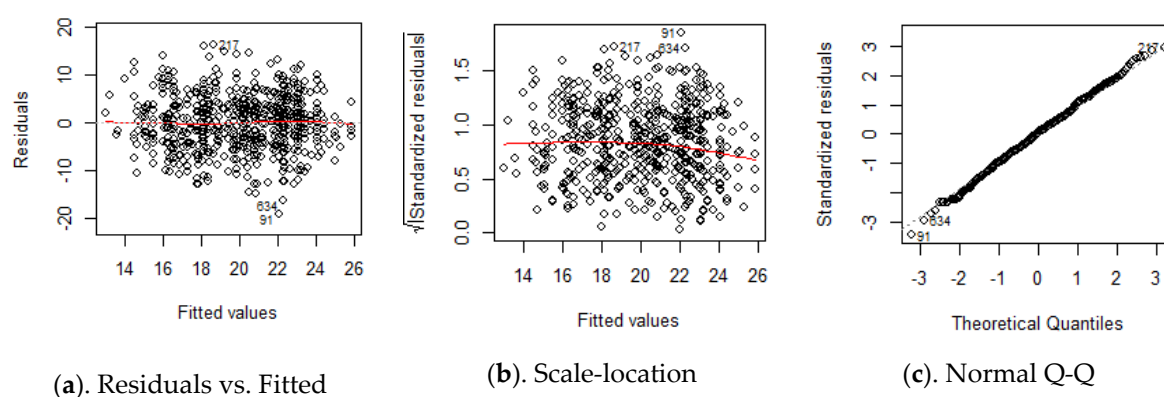 Residuals
20
10
0
-10
-20
217
634
91
14 16 18 20 22 24 26
Fitted values
(a). Residuals vs. Fitted
√|Standardized residuals|
1.5
1.0
0.5
0.0
91
217
634
14 16 18 20 22 24 26
Fitted values
(b). Scale-location
Standardized residuals
3
2
1
0
-1
-3
217
634
91
-3 -2 -1 0 1 2 3
Theoretical Quantiles
(c). Normal Q-Q